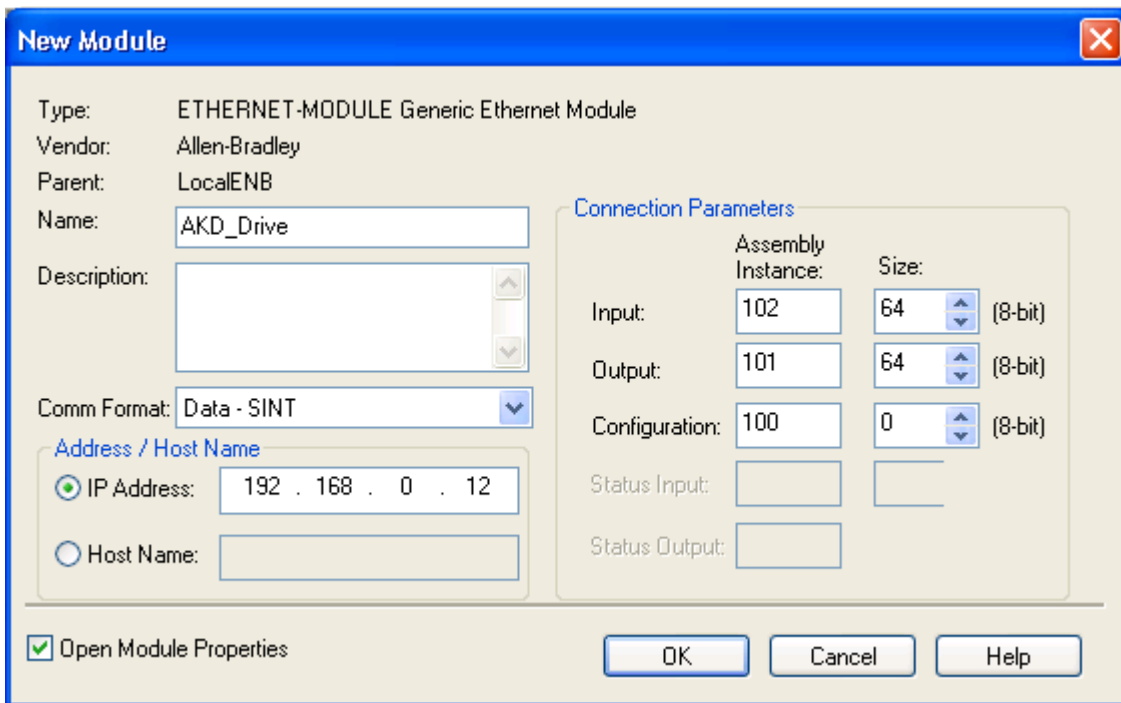 New Module
Type: ETHERNET-MODULE Generic Ethernet Module
Vendor: Allen-Bradley
Parent: LocalENB
Name: AKD_Drive
Description:
Comm Format: Data - SINT
Address / Host Name
IP Address: 192 . 168 . 0 . 12
Host Name:
Connection Parameters
Assembly
Instance: Size:
Input: 102 64 (8-bit)
Output: 101 64 (8-bit)
Configuration: 100 0 (8-bit)
Status Input:
Status Output:
Open Module Properties
OK Cancel Help